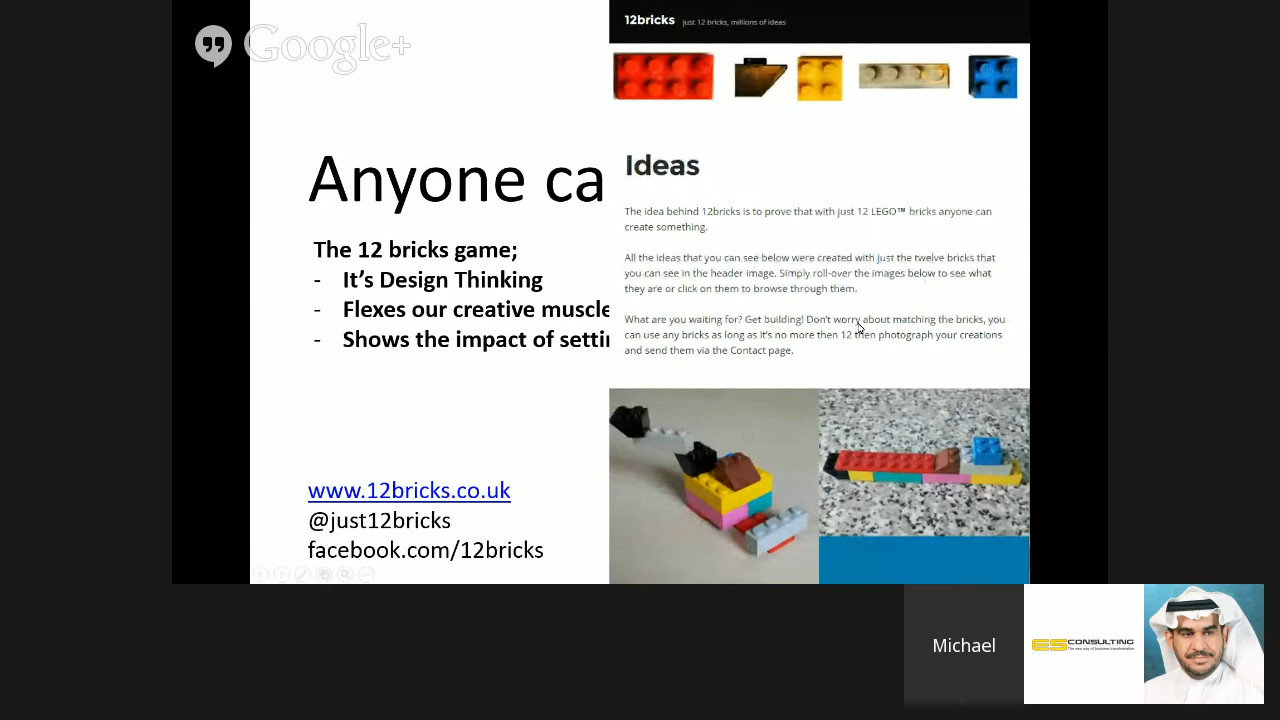 Google+
12bricks just 12 bricks, millions of ideas
Anyone ca
The 12 bricks game;
- It's Design Thinking
- Flexes our creative muscle
- Shows the impact of settin
www.12bricks.co.uk
@just12bricks
facebook.com/12bricks
Ideas
The idea behind 12bricks is to prove that with just 12 LEGO™ bricks anyone can
create something.
All the ideas that you can see below were created with just the twelve bricks that
you can see in the header image. Simply roll-over the images below to see what
they are or click on them to browse through them.
What are you waiting for? Get building! Don't worry about matching the bricks, you
can use any bricks as long as it's no more then 12 then photograph your creations
and send them via the Contact page.
Michael
ES CONSULTING
The new way of business transformation